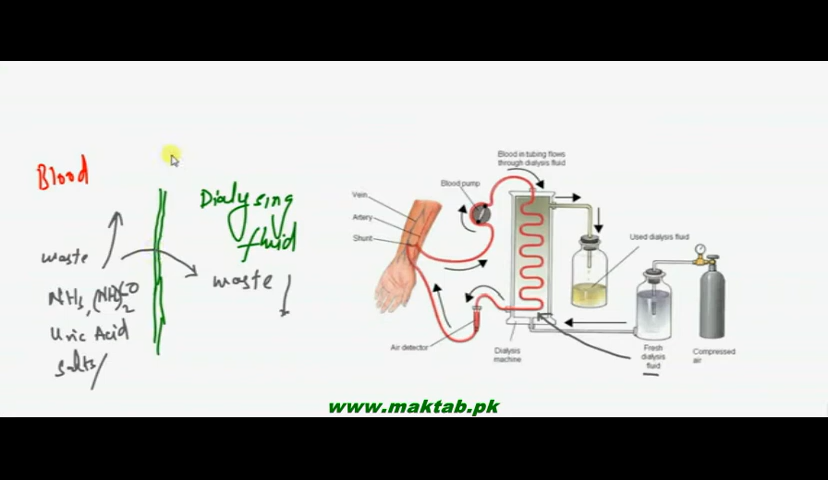 Blood
Dialysing
fluid
waste
NH3, (NH2)2CO
Uric Acid
salts/
waste
Blood in tubing flows
through dialysis fluid
Blood pump
Vein
Artery
Shunt
Used dialysis fluid
Air detector
Dialysis
machine
Fresh
dialysis
fluid
Compressed
air
www.maktab.pk